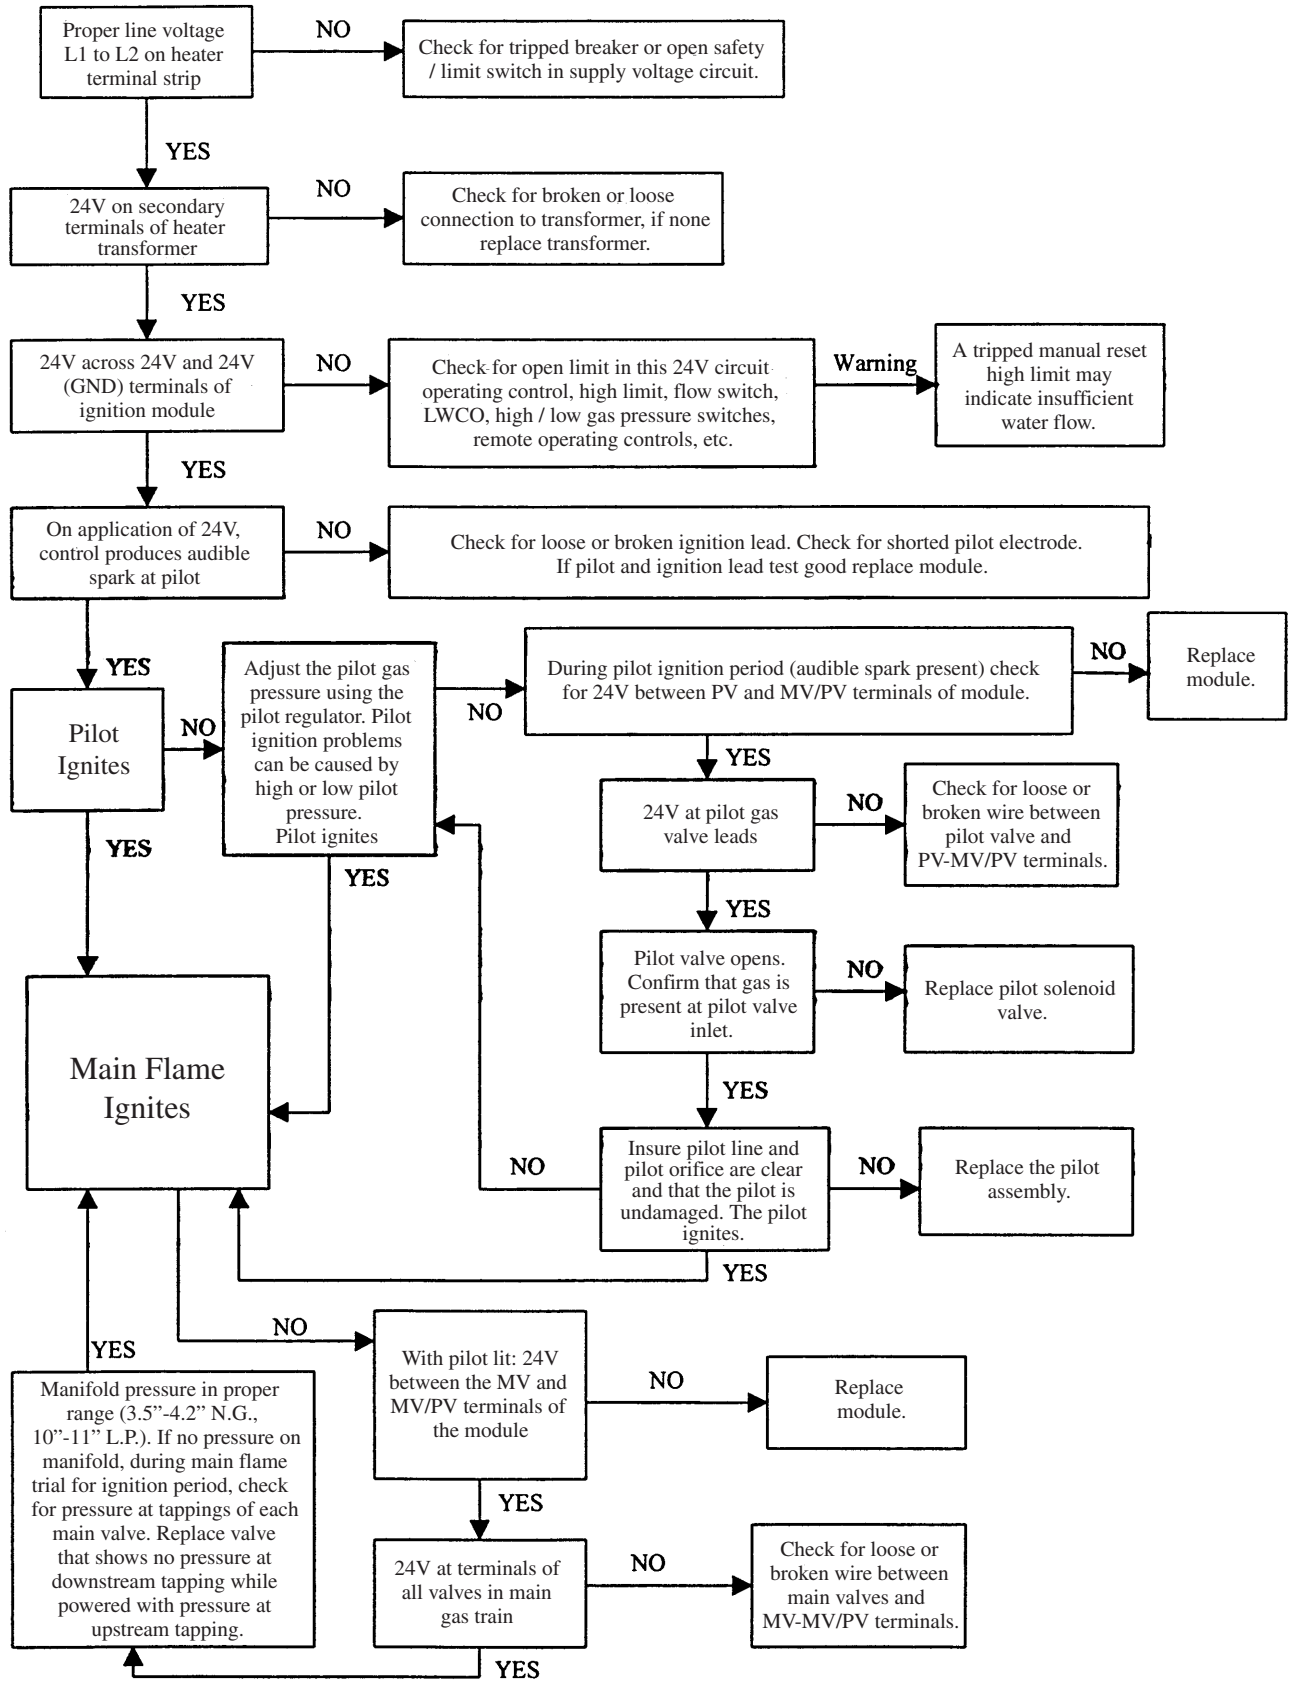 Proper line voltage
L1 to L2 on heater
terminal strip
NO
Check for tripped breaker or open safety
/ limit switch in supply voltage circuit.
YES
24V on secondary
terminals of heater
transformer
NO
Check for broken or loose
connection to transformer, if none
replace transformer.
YES
24V across 24V and 24V
(GND) terminals of
ignition module
NO
Check for open limit in this 24V circuit
operating control, high limit, flow switch,
LWCO, high / low gas pressure switches,
remote operating controls, etc.
Warning
A tripped manual reset
high limit may
indicate insufficient
water flow.
YES
On application of 24V,
control produces audible
spark at pilot
NO
Check for loose or broken ignition lead. Check for shorted pilot electrode.
If pilot and ignition lead test good replace module.
YES
Pilot
Ignites
NO
Adjust the pilot gas
pressure using the
pilot regulator. Pilot
ignition problems
can be caused by
high or low pilot
pressure.
Pilot ignites
NO
During pilot ignition period (audible spark present) check
for 24V between PV and MV/PV terminals of module.
NO
Replace
module.
YES
24V at pilot gas
valve leads
NO
Check for loose or
broken wire between
pilot valve and
PV-MV/PV terminals.
YES
YES
YES
Pilot valve opens.
Confirm that gas is
present at pilot valve
inlet.
NO
Replace pilot solenoid
valve.
YES
Main Flame
Ignites
Insure pilot line and
pilot orifice are clear
and that the pilot is
undamaged. The pilot
ignites.
NO
NO
Replace the pilot
assembly.
YES
NO
With pilot lit: 24V
between the MV and
MV/PV terminals of
the module
NO
Replace
module.
YES
24V at terminals of
all valves in main
gas train
NO
Check for loose or
broken wire between
main valves and
MV-MV/PV terminals.
YES
YES
Manifold pressure in proper
range (3.5”-4.2” N.G.,
10”-11” L.P.). If no pressure on
manifold, during main flame
trial for ignition period, check
for pressure at tappings of each
main valve. Replace valve
that shows no pressure at
downstream tapping while
powered with pressure at
upstream tapping.